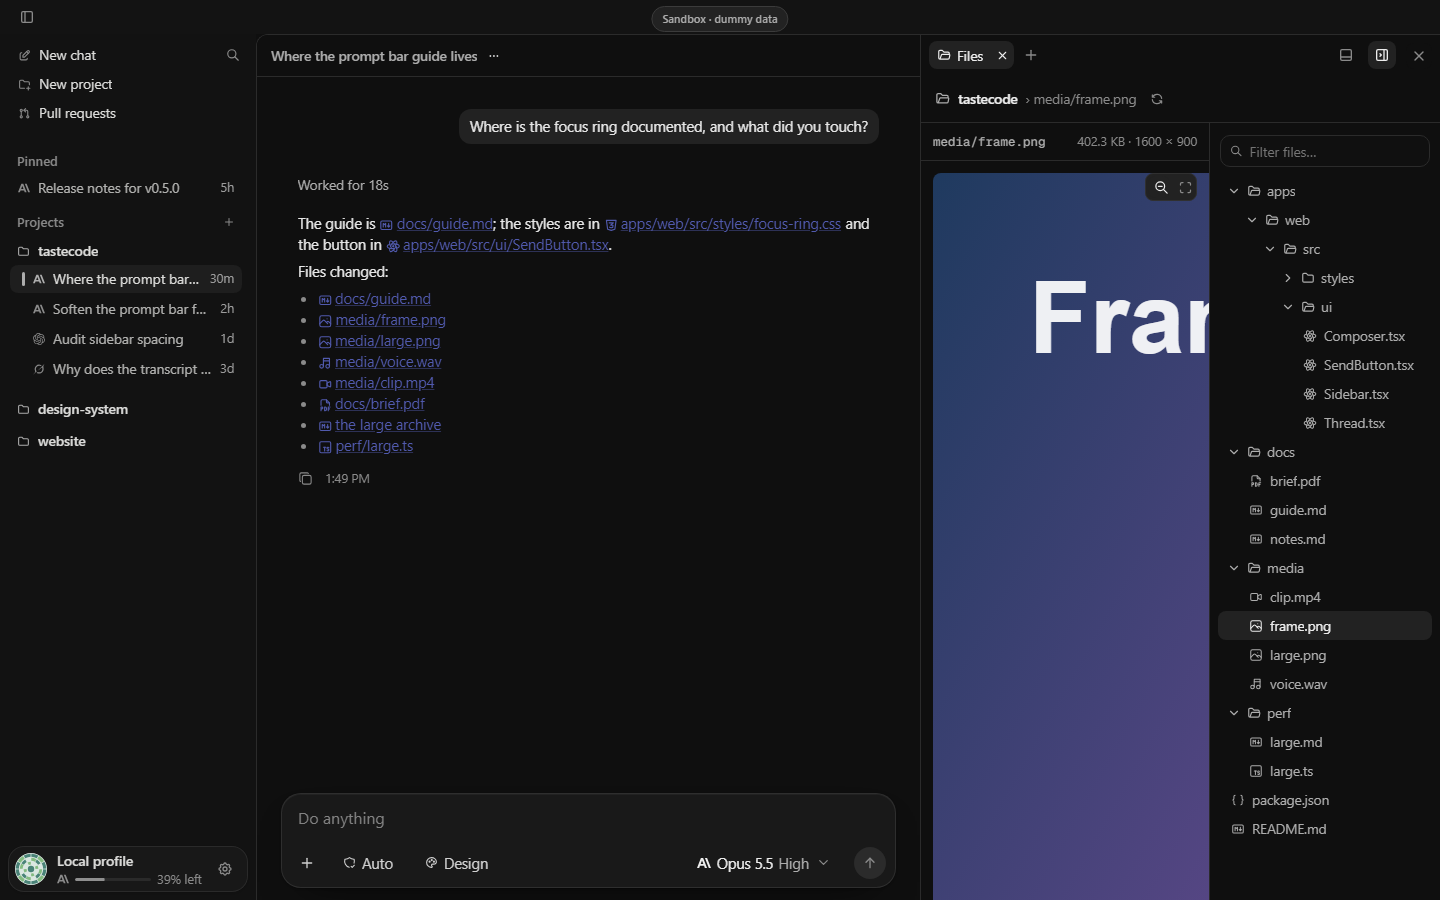 Sandbox · dummy data
New chat
New project
Pull requests
Pinned
Release notes for v0.5.0 5h
Projects
tastecode
Where the prompt bar... 30m
Soften the prompt bar f... 2h
Audit sidebar spacing 1d
Why does the transcript ... 3d
design-system
website
Local profile
39% left
Where the prompt bar guide lives ...
Where is the focus ring documented, and what did you touch?
Worked for 18s
The guide is docs/guide.md; the styles are in apps/web/src/styles/focus-ring.css and
the button in apps/web/src/ui/SendButton.tsx.
Files changed:
docs/guide.md
media/frame.png
media/large.png
media/voice.wav
media/clip.mp4
docs/brief.pdf
the large archive
perf/large.ts
1:49 PM
Do anything
Auto
Design
Opus 5.5 High
Files
tastecode › media/frame.png
media/frame.png 402.3 KB · 1600 × 900
Fran
Filter files...
apps
web
src
styles
ui
Composer.tsx
SendButton.tsx
Sidebar.tsx
Thread.tsx
docs
brief.pdf
guide.md
notes.md
media
clip.mp4
frame.png
large.png
voice.wav
perf
large.md
large.ts
package.json
README.md